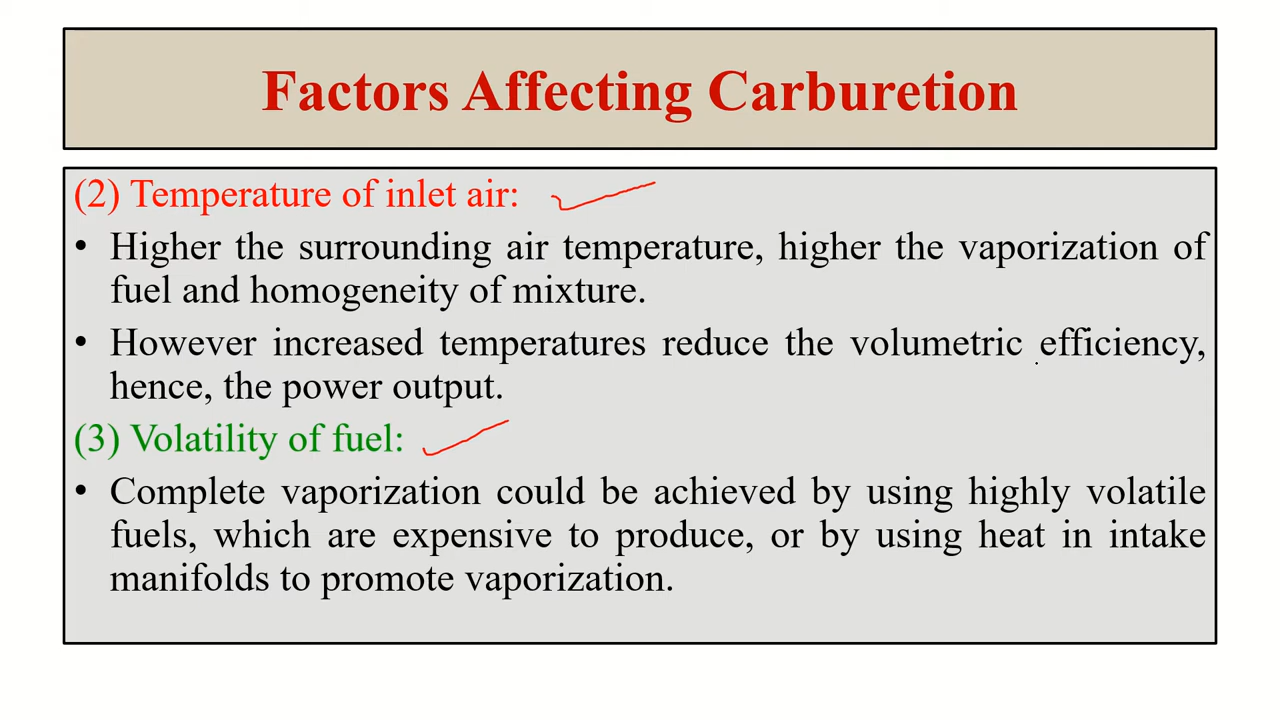 Factors Affecting Carburetion
(2) Temperature of inlet air:
• Higher the surrounding air temperature, higher the vaporization of
fuel and homogeneity of mixture.
• However increased temperatures reduce the volumetric efficiency,
hence, the power output.
(3) Volatility of fuel:
• Complete vaporization could be achieved by using highly volatile
fuels, which are expensive to produce, or by using heat in intake
manifolds to promote vaporization.